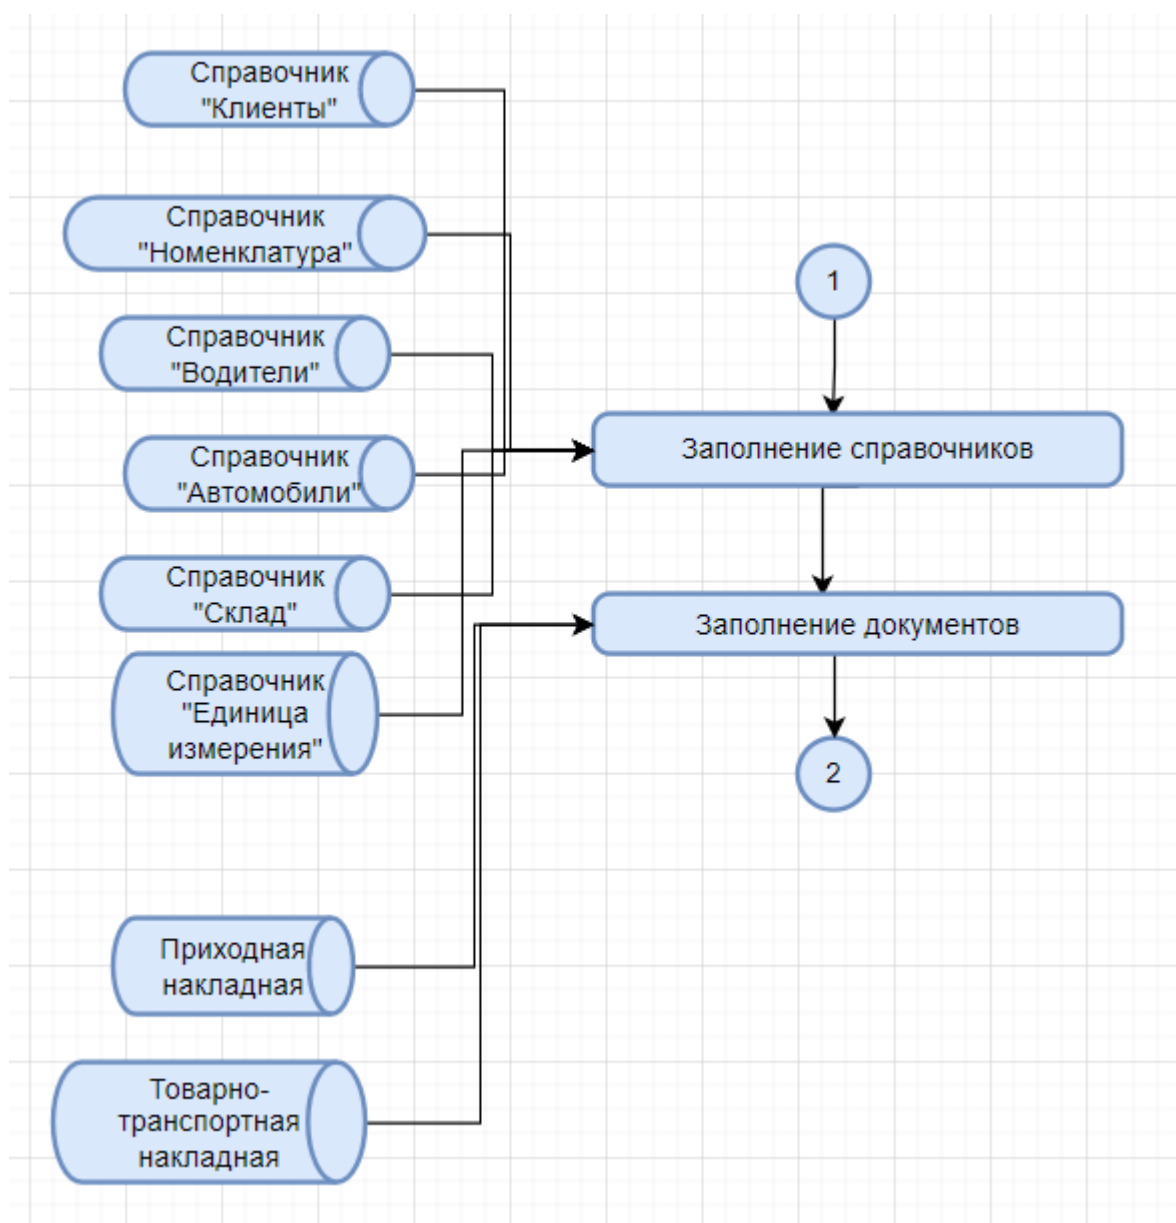 Справочник
"Клиенты"
Справочник
"Номенклатура"
Справочник
"Водители"
Справочник
"Автомобили"
Справочник
"Склад"
Справочник
"Единица
измерения"
Приходная
накладная
Товарно-
транспортная
накладная
1
Заполнение справочников
Заполнение документов
2